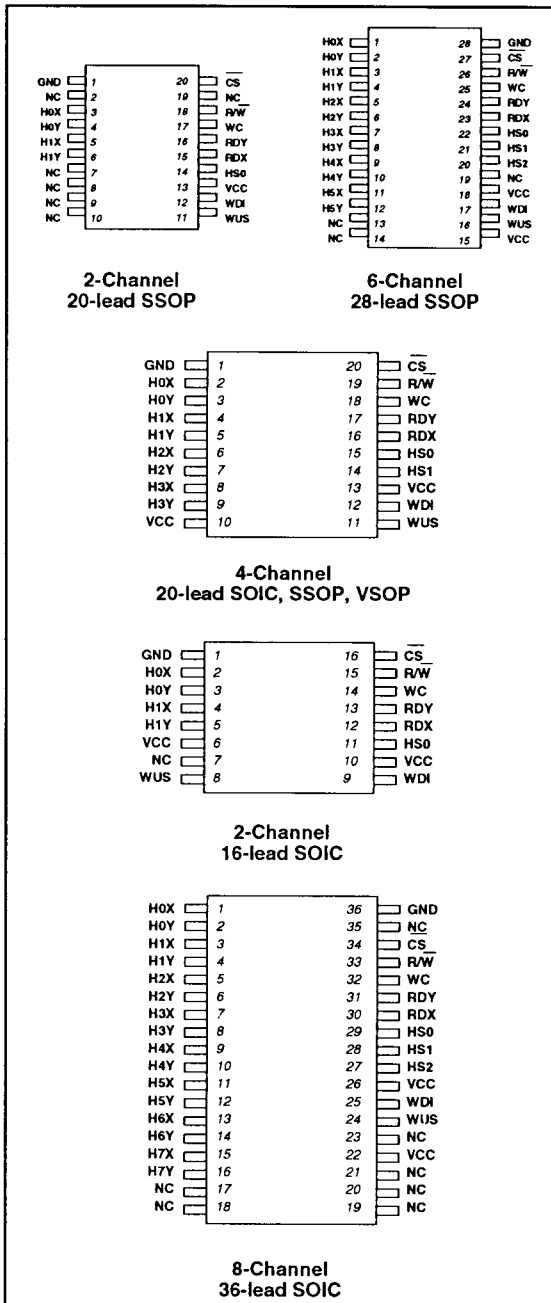 GND 1 20 CS
NC 2 19 NC
H0X 3 18 R/W
H0Y 4 17 WC
H1X 5 16 RDY
H1Y 6 15 RDX
NC 7 14 HS0
NC 8 13 VCC
NC 9 12 WDI
NC 10 11 WUS
2-Channel
20-lead SSOP
H0X 1 28 GND
H0Y 2 27 CS
H1X 3 26 R/W
H1Y 4 25 WC
H2X 5 24 RDY
H2Y 6 23 RDX
H3X 7 22 HS0
H3Y 8 21 HS1
H4X 9 20 HS2
H4Y 10 19 NC
H5X 11 18 VCC
H5Y 12 17 WDI
NC 13 16 WUS
NC 14 15 VCC
6-Channel
28-lead SSOP
GND 1 20 CS
H0X 2 19 R/W
H0Y 3 18 WC
H1X 4 17 RDY
H1Y 5 16 RDX
H2X 6 15 HS0
H2Y 7 14 HS1
H3X 8 13 VCC
H3Y 9 12 WDI
VCC 10 11 WUS
4-Channel
20-lead SOIC, SSOP, VSOP
GND 1 16 CS
H0X 2 15 R/W
H0Y 3 14 WC
H1X 4 13 RDY
H1Y 5 12 RDX
VCC 6 11 HS0
NC 7 10 VCC
WUS 8 9 WDI
2-Channel
16-lead SOIC
H0X 1 36 GND
H0Y 2 35 NC
H1X 3 34 CS
H1Y 4 33 R/W
H2X 5 32 WC
H2Y 6 31 RDY
H3X 7 30 RDX
H3Y 8 29 HS0
H4X 9 28 HS1
H4Y 10 27 HS2
H5X 11 26 VCC
H5Y 12 25 WDI
H6X 13 24 WUS
H6Y 14 23 NC
H7X 15 22 VCC
H7Y 16 21 NC
NC 17 20 NC
NC 18 19 NC
8-Channel
36-lead SOIC